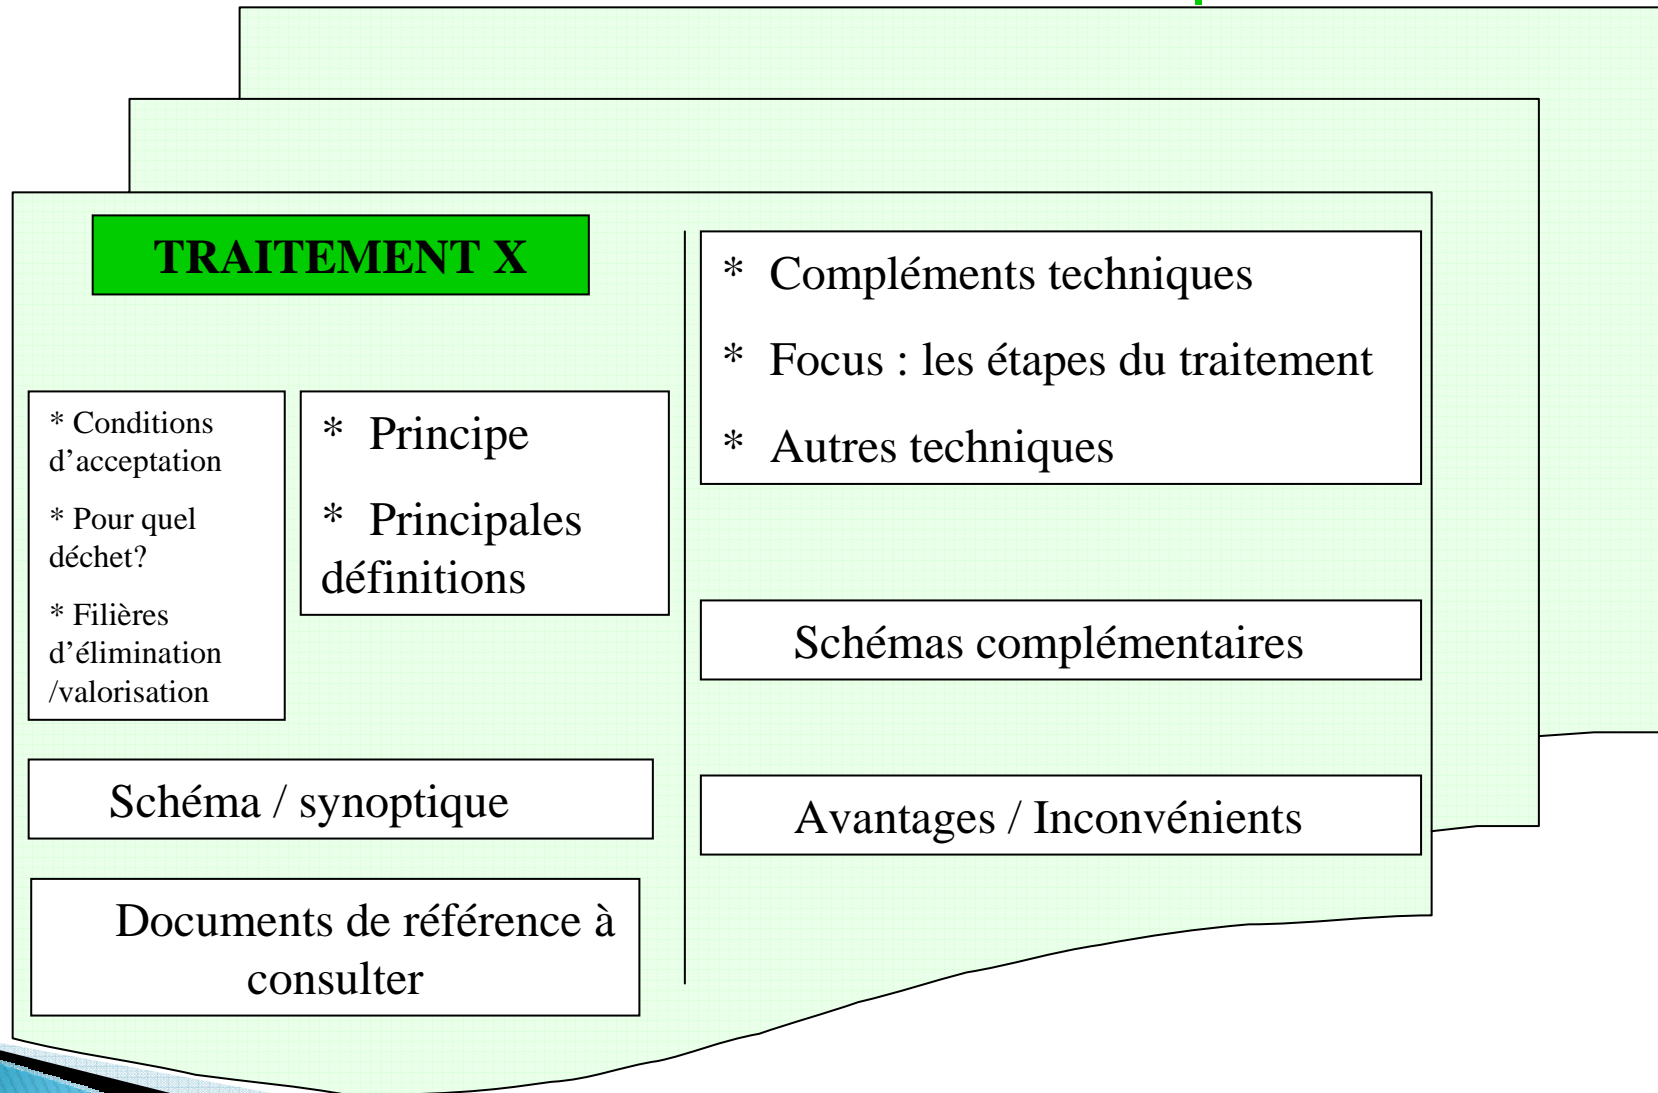 TRAITEMENT X
* Conditions
d’acceptation
* Pour quel
déchet?
* Filières
d’élimination
/valorisation
* Principe
* Principales
définitions
Schéma / synoptique
Documents de référence à
consulter
* Compléments techniques
* Focus : les étapes du traitement
* Autres techniques
Schémas complémentaires
Avantages / Inconvénients